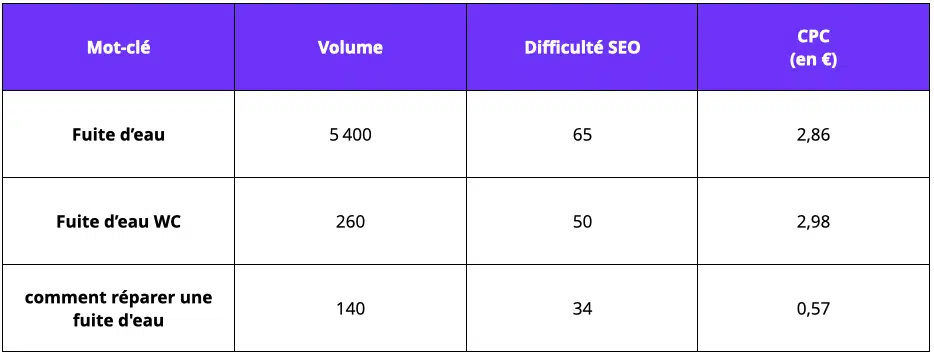 Mot-clé
Volume
Difficulté SEO
CPC
(en €)
Fuite d’eau
5 400
65
2,86
Fuite d’eau WC
260
50
2,98
comment réparer une
fuite d'eau
140
34
0,57